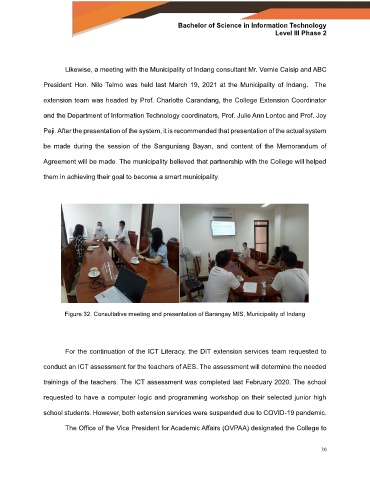 Bachelor of Science in Information Technology
Level III Phase 2
Likewise, a meeting with the Municipality of Indang consultant Mr. Vernie Caisip and ABC
President Hon. Nilo Telmo was held last March 19, 2021 at the Municipality of Indang. The
extension team was headed by Prof. Charlotte Carandang, the College Extension Coordinator
and the Department of Information Technology coordinators, Prof. Julie Ann Lontoc and Prof. Joy
Peji. After the presentation of the system, it is recommended that presentation of the actual system
be made during the session of the Sanguniang Bayan, and content of the Memorandum of
Agreement will be made. The municipality believed that partnership with the College will helped
them in achieving their goal to become a smart municipality.
Figure 32. Consultative meeting and presentation of Barangay MIS, Municipality of Indang
For the continuation of the ICT Literacy, the DIT extension services team requested to
conduct an ICT assessment for the teachers of AES. The assessment will determine the needed
trainings of the teachers. The ICT assessment was completed last February 2020. The school
requested to have a computer logic and programming workshop on their selected junior high
school students. However, both extension services were suspended due to COVID-19 pandemic.
The Office of the Vice President for Academic Affairs (OVPAA) designated the College to
30